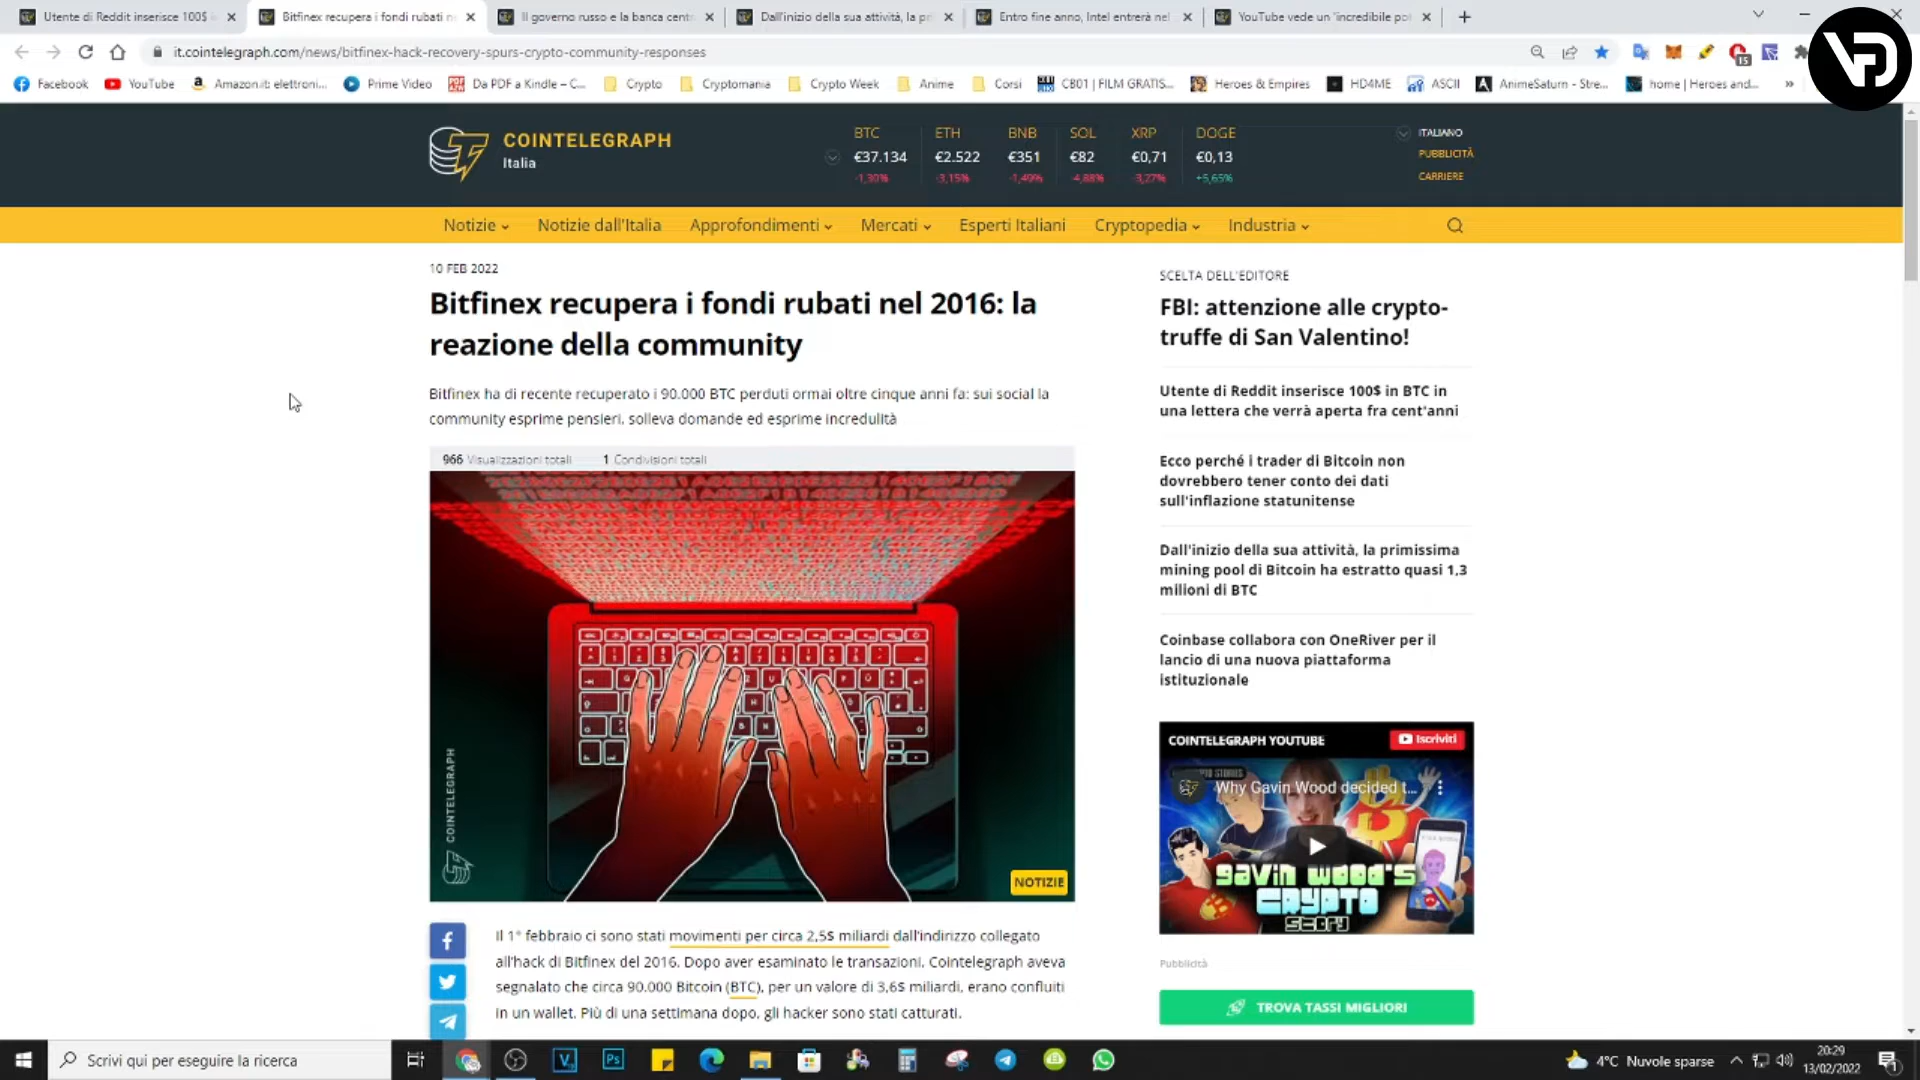 Utente di Reddit inserisce 100$ i
Bitfinex recupera i fondi rubati n
Il governo russo e la banca centr
Dall'inizio della sua attività, la pri
Entro fine anno, Intel entrerà nel
YouTube vede un 'incredibile po
it.cointelegraph.com/news/bitfinex-hack-recovery-spurs-crypto-community-responses
15
Facebook
YouTube
Amazon.it: elettroni...
Prime Video
Da PDF a Kindle – C...
Crypto
Cryptomania
Crypto Week
Anime
Corsi
CB01 | FILM GRATIS...
Heroes & Empires
HD4ME
ASCII
AnimeSaturn - Stre...
home | Heroes and...
»
COINTELEGRAPH
Italia
BTC ETH BNB SOL XRP DOGE
€37.134 €2.522 €351 €82 €0,71 €0,13
-1,30% -3,15% -1,49% -4,88% -3,27% +5,65%
ITALIANO
PUBBLICITÀ
CARRIERE
Notizie Notizie dall'Italia Approfondimenti Mercati Esperti Italiani Cryptopedia Industria
10 FEB 2022
Bitfinex recupera i fondi rubati nel 2016: la
reazione della community
Bitfinex ha di recente recuperato i 90.000 BTC perduti ormai oltre cinque anni fa: sui social la
community esprime pensieri, solleva domande ed esprime incredulità
966 Visualizzazioni totali 1 Condivisioni totali
COINTELEGRAPH
NOTIZIE
Il 1° febbraio ci sono stati movimenti per circa 2,5$ miliardi dall'indirizzo collegato
all'hack di Bitfinex del 2016. Dopo aver esaminato le transazioni, Cointelegraph aveva
segnalato che circa 90.000 Bitcoin (BTC), per un valore di 3,6$ miliardi, erano confluiti
in un wallet. Più di una settimana dopo, gli hacker sono stati catturati.
SCELTA DELL'EDITORE
FBI: attenzione alle crypto-
truffe di San Valentino!
Utente di Reddit inserisce 100$ in BTC in
una lettera che verrà aperta fra cent'anni
Ecco perché i trader di Bitcoin non
dovrebbero tener conto dei dati
sull'inflazione statunitense
Dall'inizio della sua attività, la primissima
mining pool di Bitcoin ha estratto quasi 1,3
milioni di BTC
Coinbase collabora con OneRiver per il
lancio di una nuova piattaforma
istituzionale
COINTELEGRAPH YOUTUBE
Iscriviti
Why Gavin Wood decided t...
GAVIN WOOD'S
CRYPTO
STORY
Pubblicità
TROVA TASSI MIGLIORI
Scrivi qui per eseguire la ricerca
4°C Nuvole sparse
20:29
13/02/2022
1